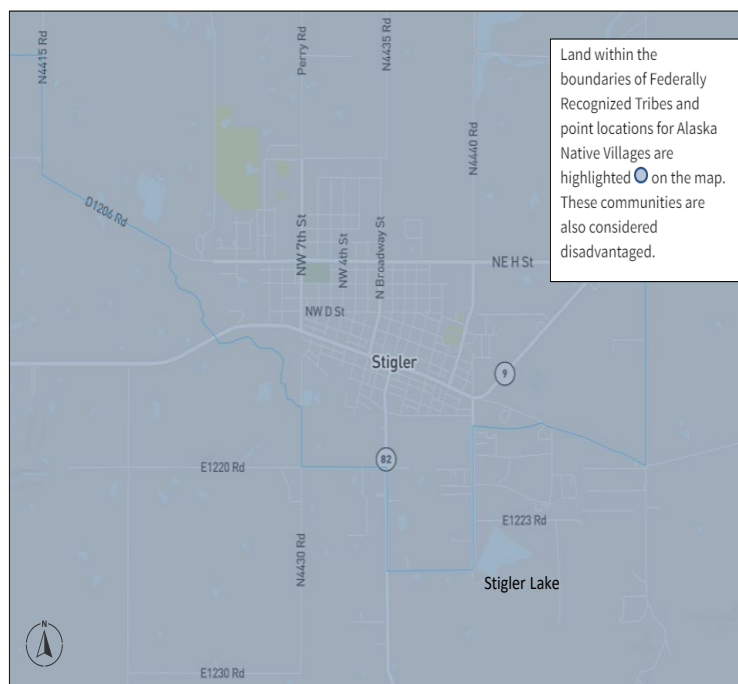 N4415 Rd
Perry Rd
N4435 Rd
Land within the
boundaries of Federally
Recognized Tribes and
point locations for Alaska
Native Villages are
highlighted on the map.
These communities are
also considered
disadvantaged.
N4440 Rd
D1206 Rd
NW 7th St
NW 4th St
N Broadway St
NE H St
NW D St
Stigler
9
82
E1220 Rd
E1223 Rd
N4430 Rd
Stigler Lake
N
E1230 Rd